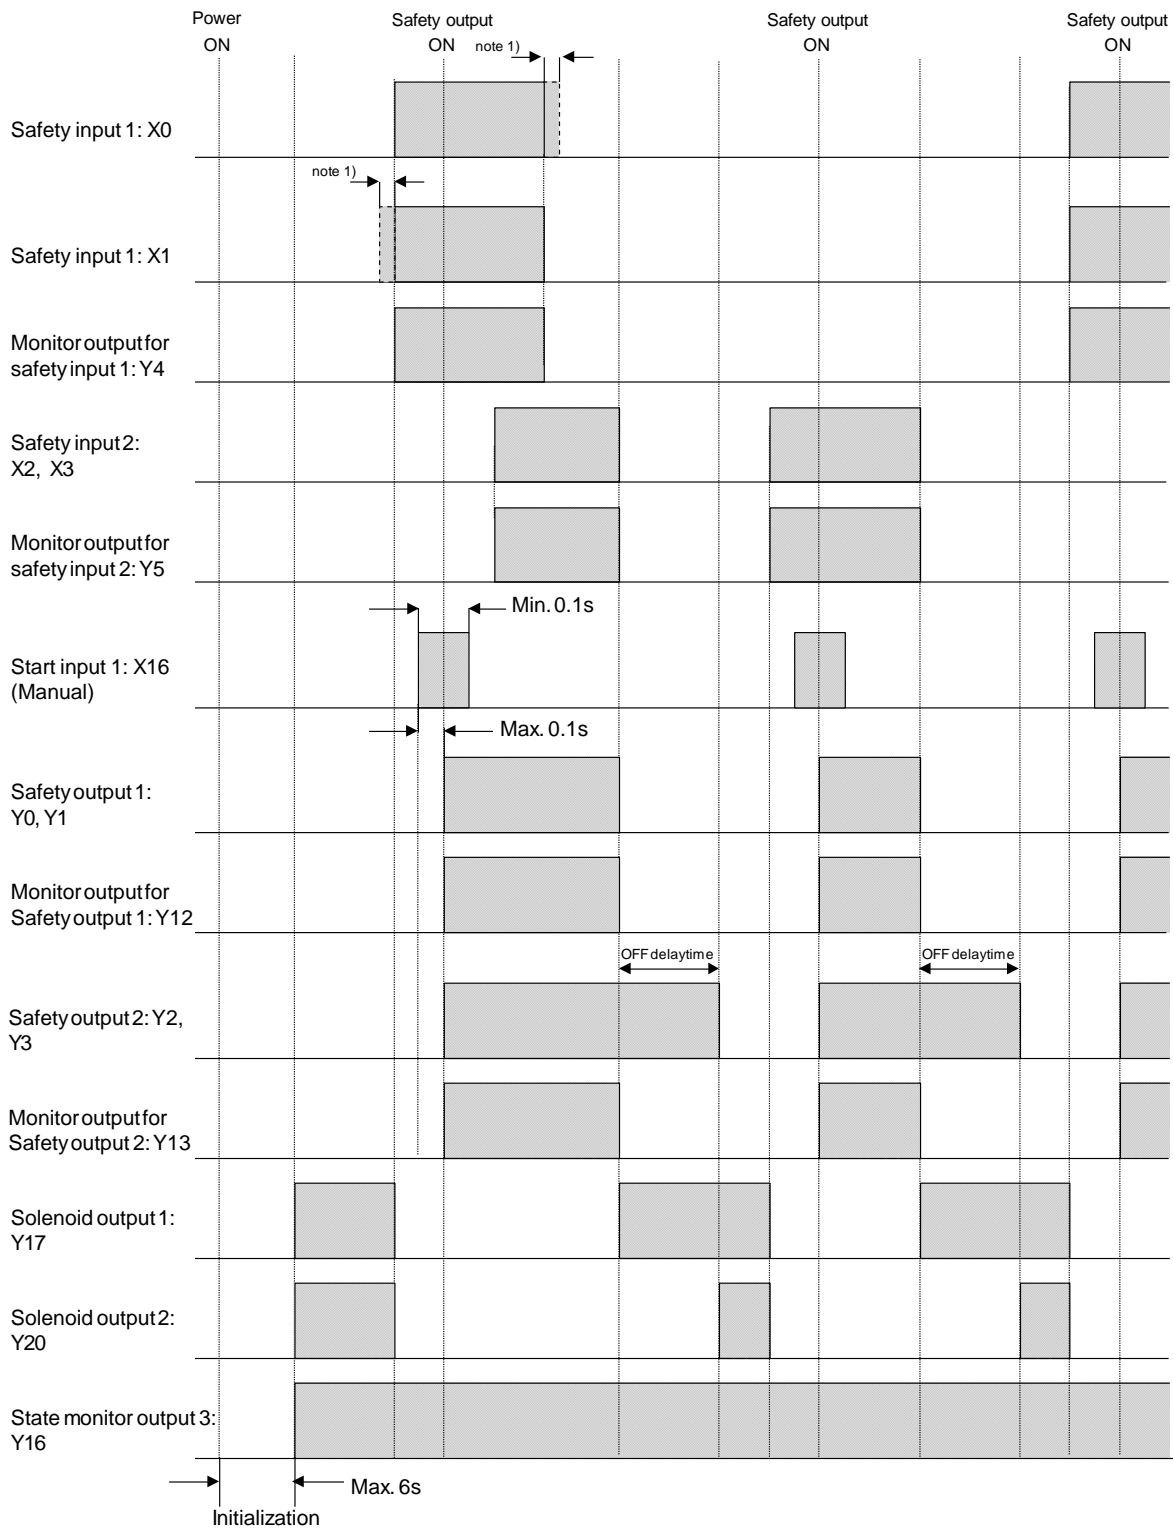 Power
ON
Safety output
ON
Safety output
ON
Safety output
ON
note 1)
Safety input 1: X0
note 1)
Safety input 1: X1
Monitor output for
safety input 1: Y4
Safety input 2:
X2, X3
Monitor output for
safety input 2: Y5
Min. 0.1s
Start input 1: X16
(Manual)
Max. 0.1s
Safety output 1:
Y0, Y1
Monitor output for
Safety output 1: Y12
OFF delay time
OFF delay time
Safety output 2: Y2,
Y3
Monitor output for
Safety output 2: Y13
Solenoid output 1:
Y17
Solenoid output 2:
Y20
State monitor output 3:
Y16
Max. 6s
Initialization